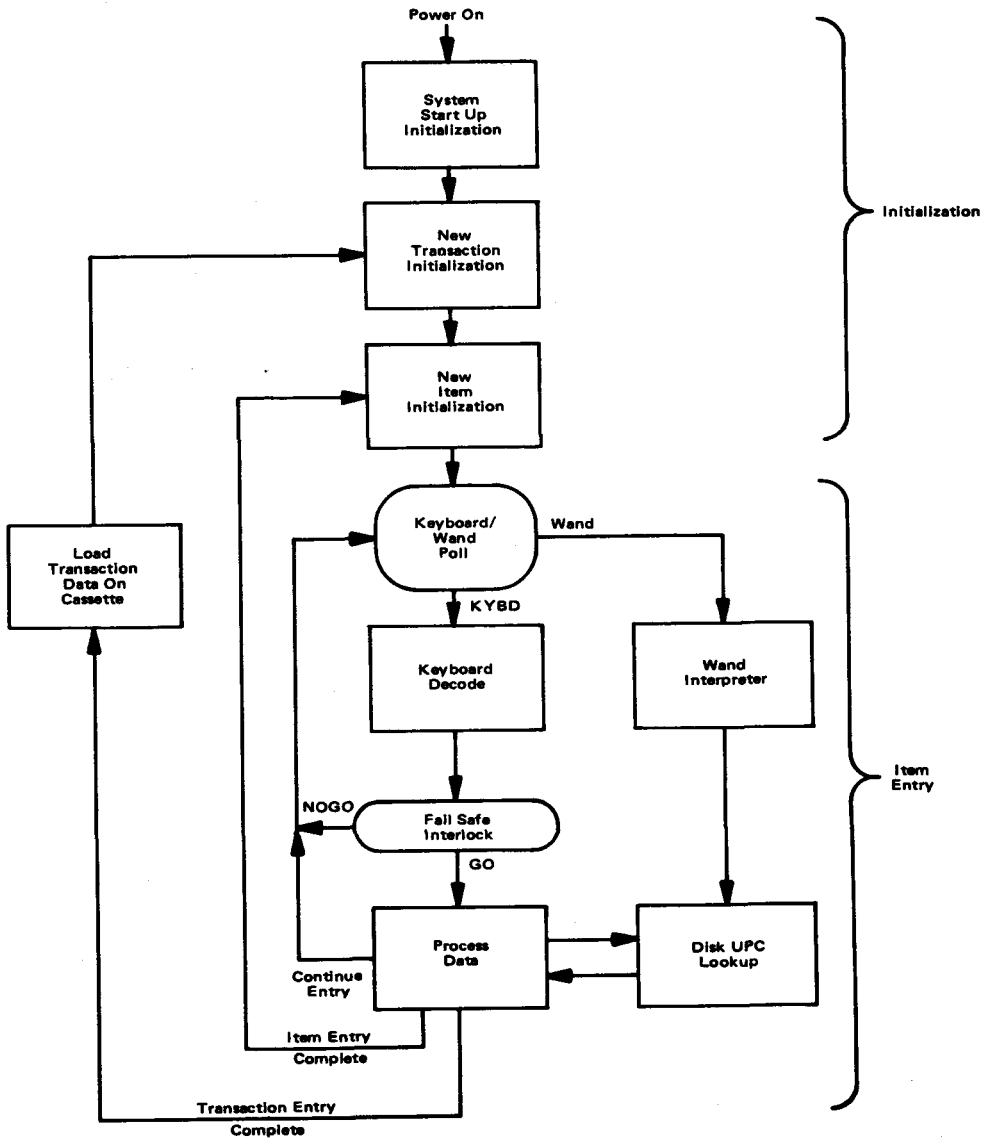 Power On
System
Start Up
Initialization
New
Transaction
Initialization
Initialization
New
Item
Initialization
Keyboard/
Wand
Poll
Wand
Load
Transaction
Data On
Cassette
KYBD
Keyboard
Decode
Wand
Interpreter
Item
Entry
NOGO
Fail Safe
Interlock
GO
Process
Data
Disk UPC
Lookup
Continue
Entry
Item Entry
Complete
Transaction Entry
Complete